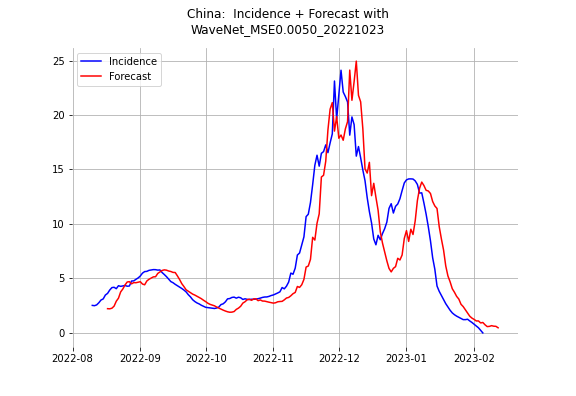 China:  Incidence + Forecast with
WaveNet_MSE0.0050_20221023
Incidence
Forecast
25
20
15
10
5
0
2022-08 2022-09 2022-10 2022-11 2022-12 2023-01 2023-02